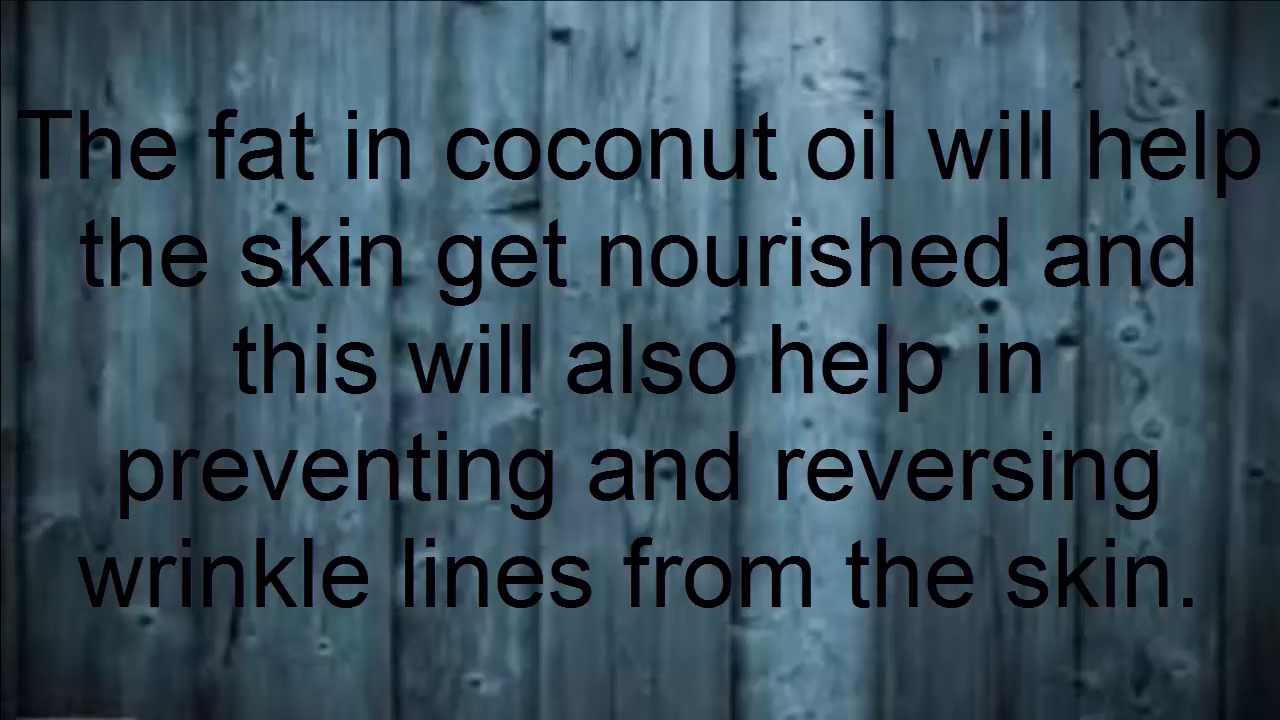 The fat in coconut oil will help
the skin get nourished and
this will also help in
preventing and reversing
wrinkle lines from the skin.